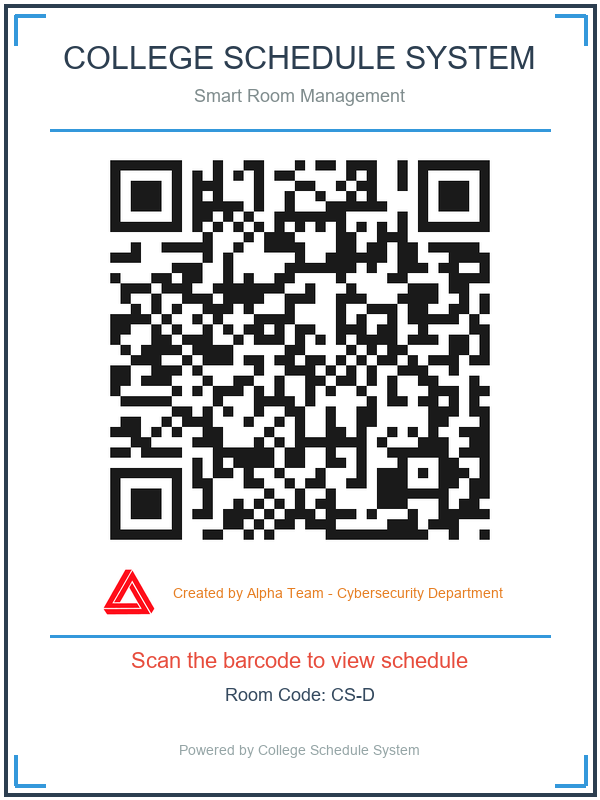 COLLEGE SCHEDULE SYSTEM
Smart Room Management
Created by Alpha Team - Cybersecurity Department
Scan the barcode to view schedule
Room Code: CS-D
Powered by College Schedule System